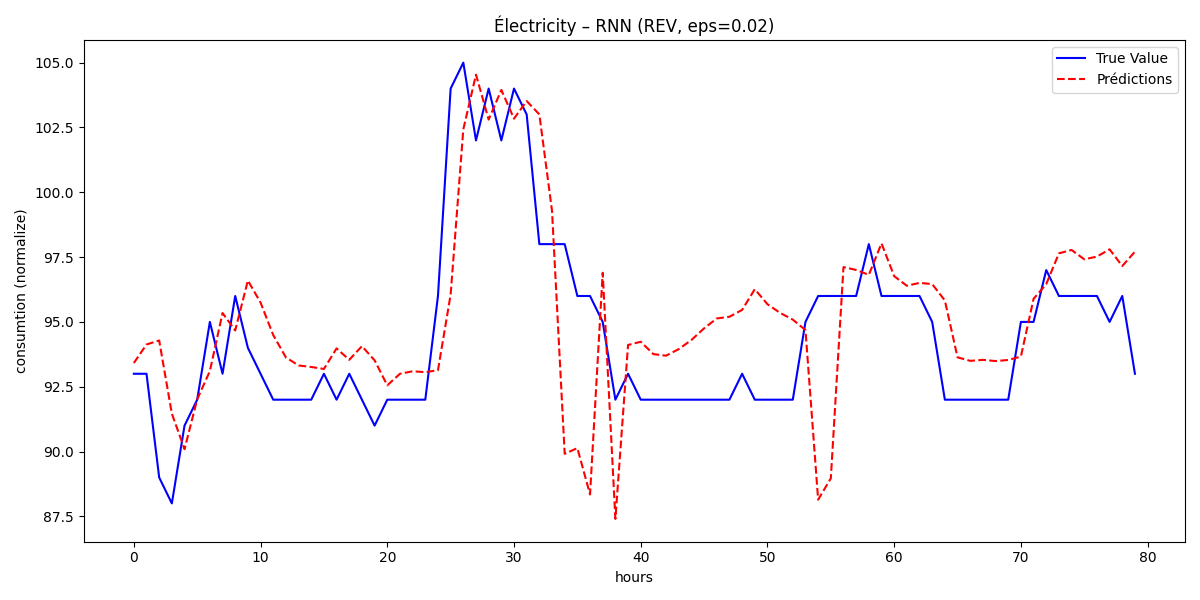 Électricity – RNN (REV, eps=0.02)
True Value
Prédictions
consumtion (normalize)
105.0
102.5
100.0
97.5
95.0
92.5
90.0
87.5
0 10 20 30 40 50 60 70 80
hours